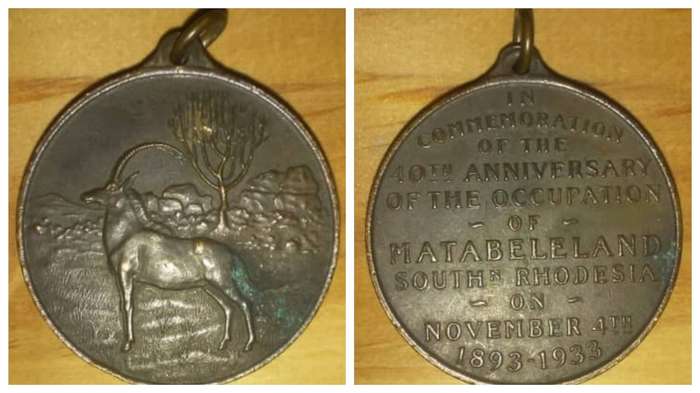 IN
COMMEMORATION
OF THE
40TH ANNIVERSARY
OF THE OCCUPATION
~ OF ~
MATABELELAND
SOUTHN RHODESIA
~ ON ~
NOVEMBER 4TH
1893-1933